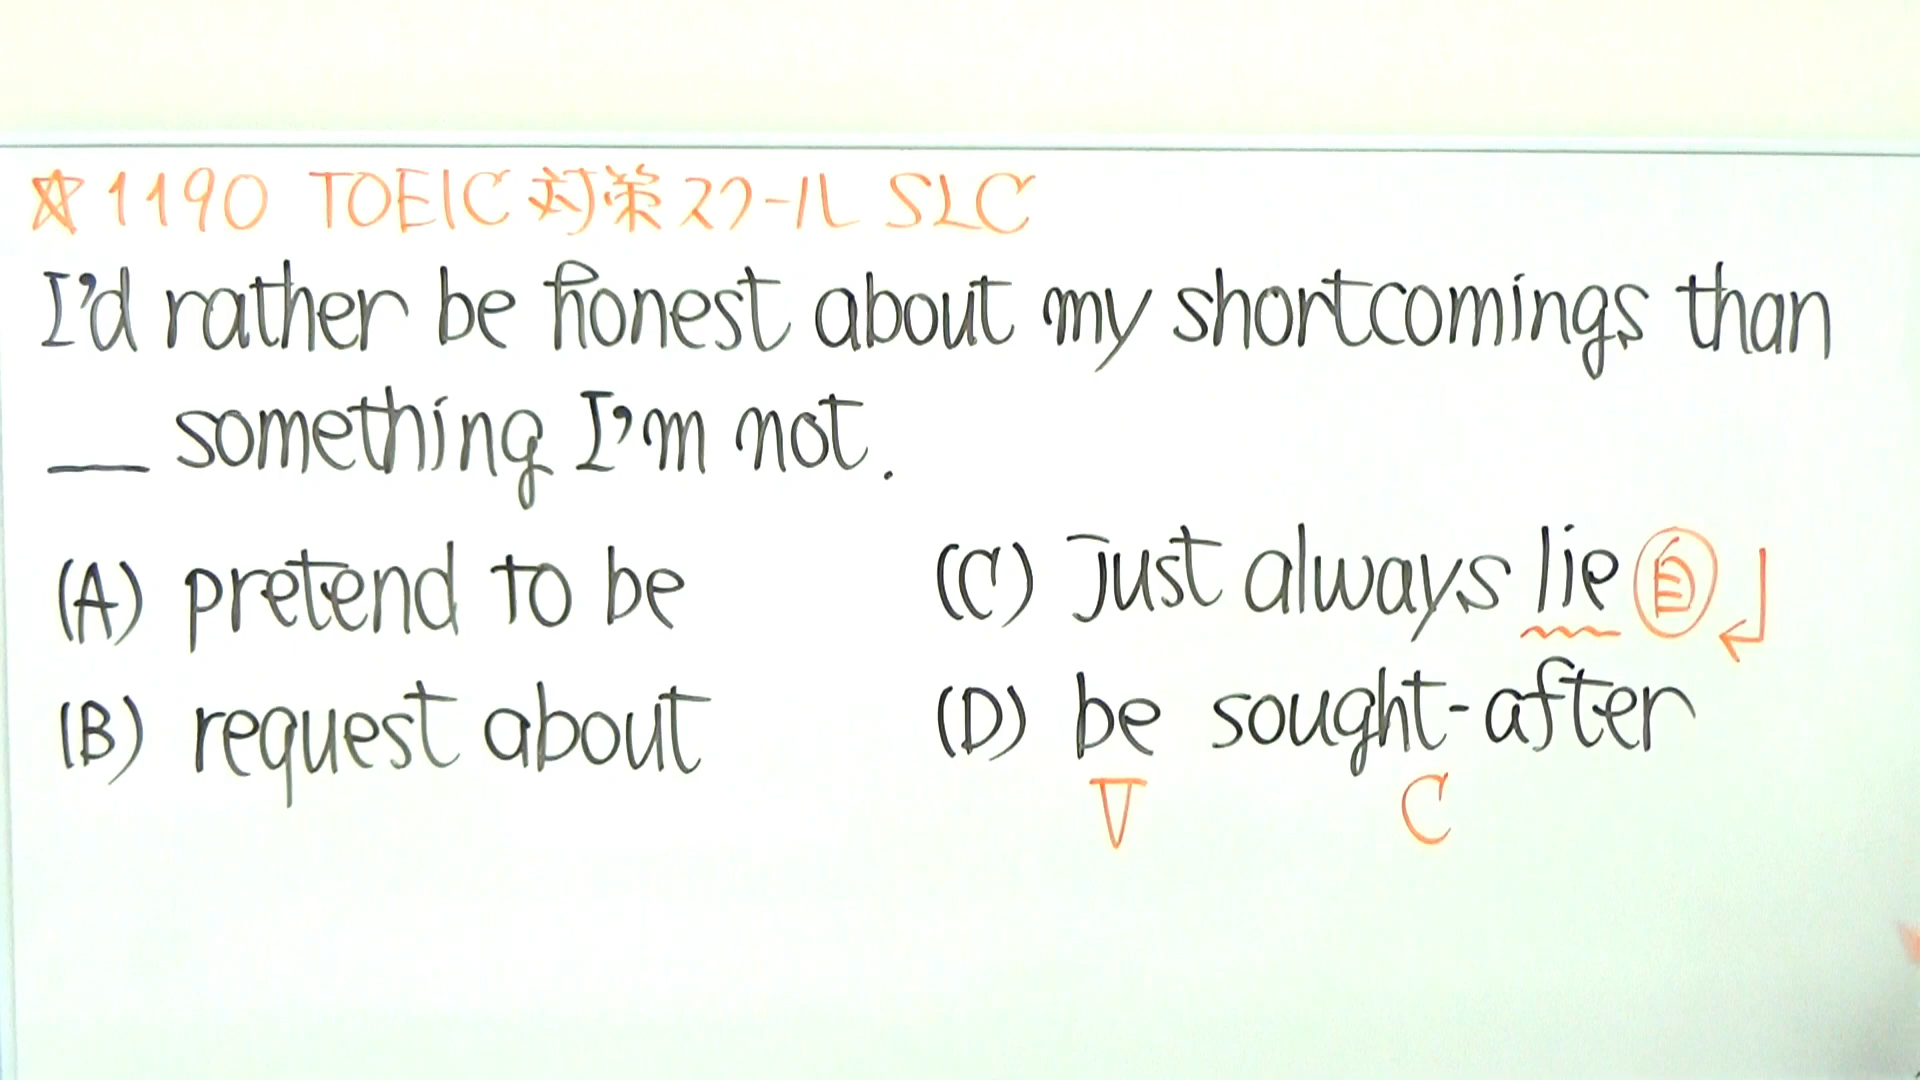 ☆1190 TOEIC対策スクール SLC
I'd rather be honest about my shortcomings than
__ something I'm not.
(A) pretend to be
(B) request about
(C) just always lie 自
(D) be sought-after
V C